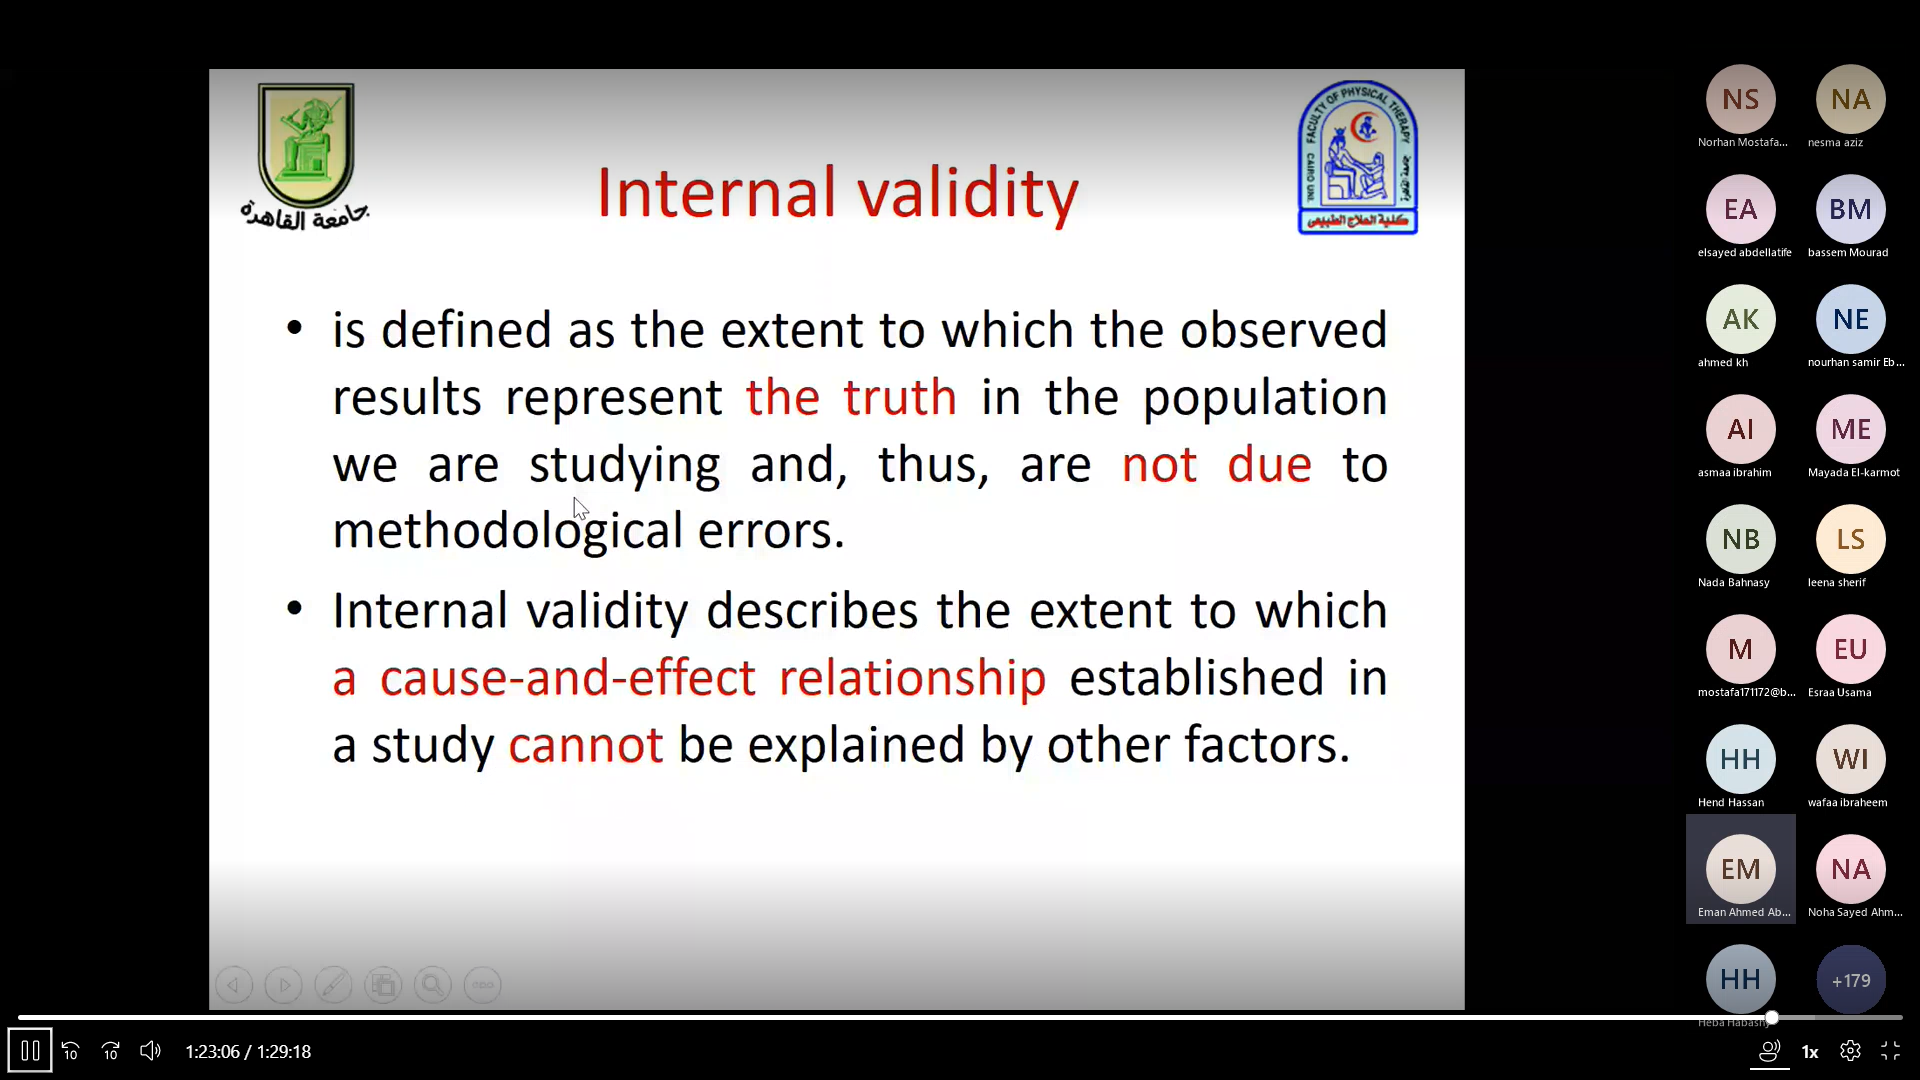 جامعة القاهرة
FACULTY OF PHYSICAL THERAPY
CAIRO UNI.
كلية العلاج الطبيعى
Internal validity
• is defined as the extent to which the observed
results represent the truth in the population
we are studying and, thus, are not due to
methodological errors.
• Internal validity describes the extent to which
a cause-and-effect relationship established in
a study cannot be explained by other factors.
NS NA
Norhan Mostafa... nesma aziz
EA BM
elsayed abdellatife bassem Mourad
AK NE
ahmed kh nourhan samir Eb...
AI ME
asmaa ibrahim Mayada El-karmot
NB LS
Nada Bahnasy leena sherif
M EU
mostafa171172@b... Esraa Usama
HH WI
Hend Hassan wafaa ibraheem
EM NA
Eman Ahmed Ab... Noha Sayed Ahm...
HH +179
Heba Habashy
10 10 1:23:06 / 1:29:18 1x